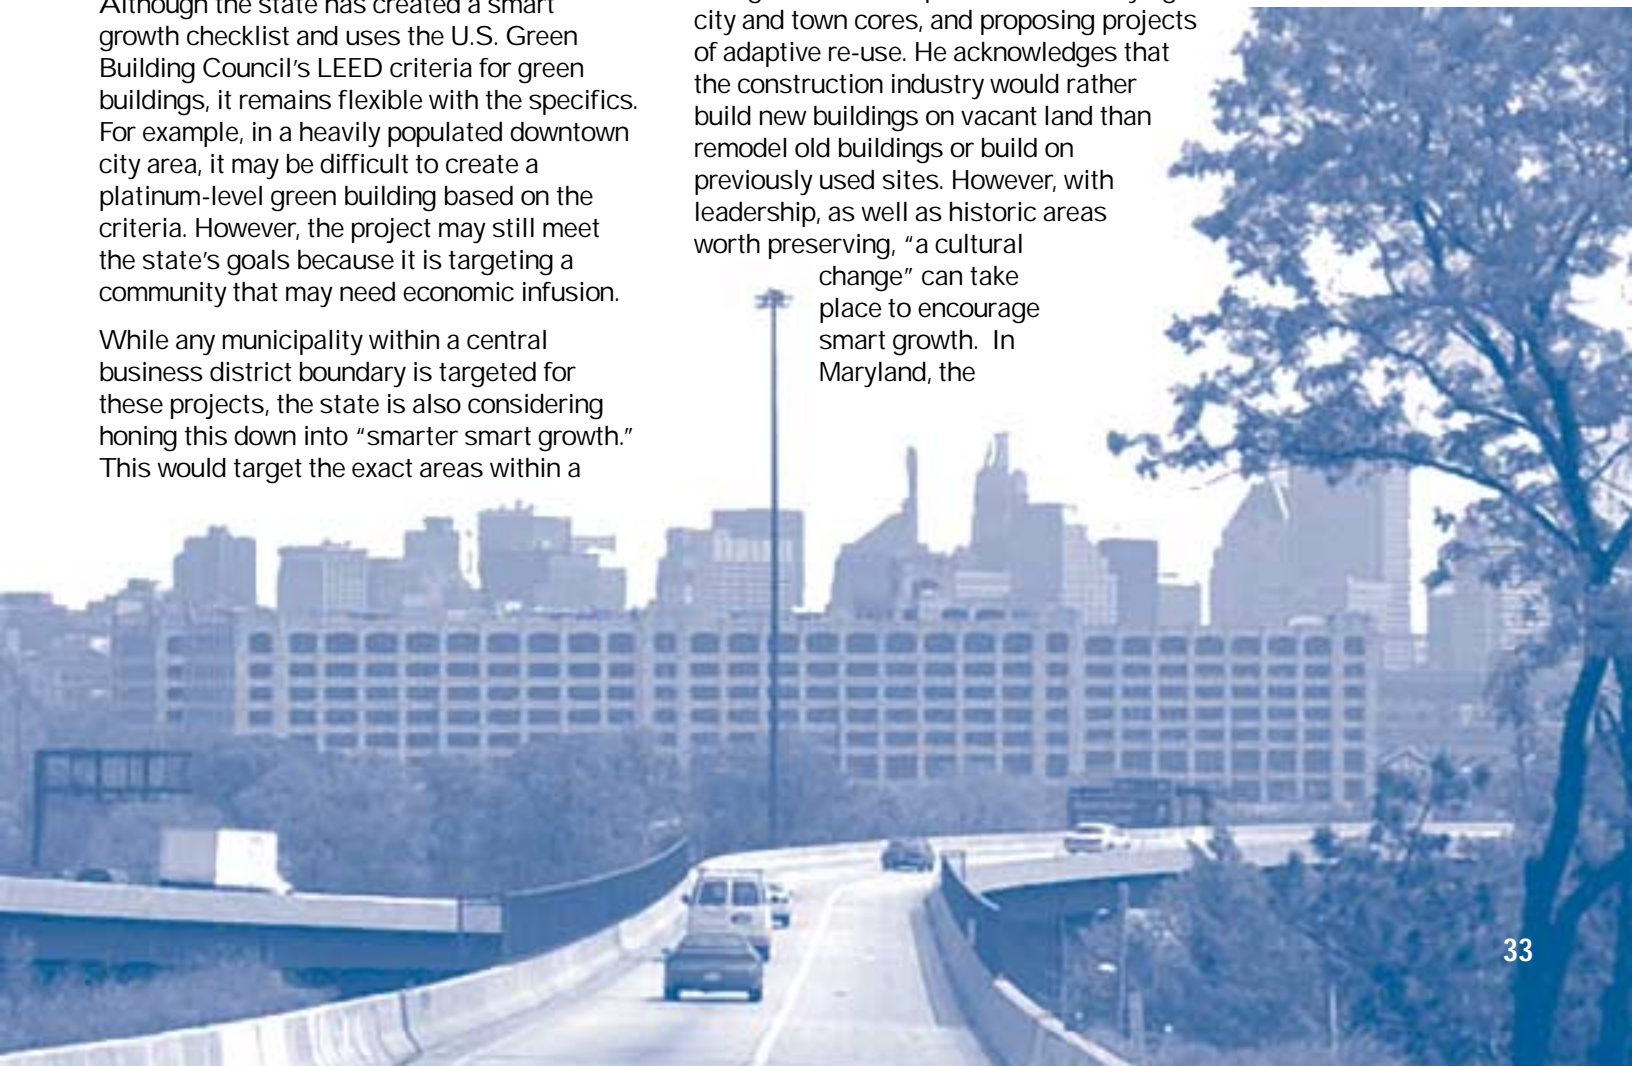 Although the state has created a smart
growth checklist and uses the U.S. Green
Building Council's LEED criteria for green
buildings, it remains flexible with the specifics.
For example, in a heavily populated downtown
city area, it may be difficult to create a
platinum-level green building based on the
criteria. However, the project may still meet
the state's goals because it is targeting a
community that may need economic infusion.
While any municipality within a central
business district boundary is targeted for
these projects, the state is also considering
honing this down into “smarter smart growth.”
This would target the exact areas within a
city and town cores, and proposing projects
of adaptive re-use. He acknowledges that
the construction industry would rather
build new buildings on vacant land than
remodel old buildings or build on
previously used sites. However, with
leadership, as well as historic areas
worth preserving, “a cultural
change” can take
place to encourage
smart growth.  In
Maryland, the
33